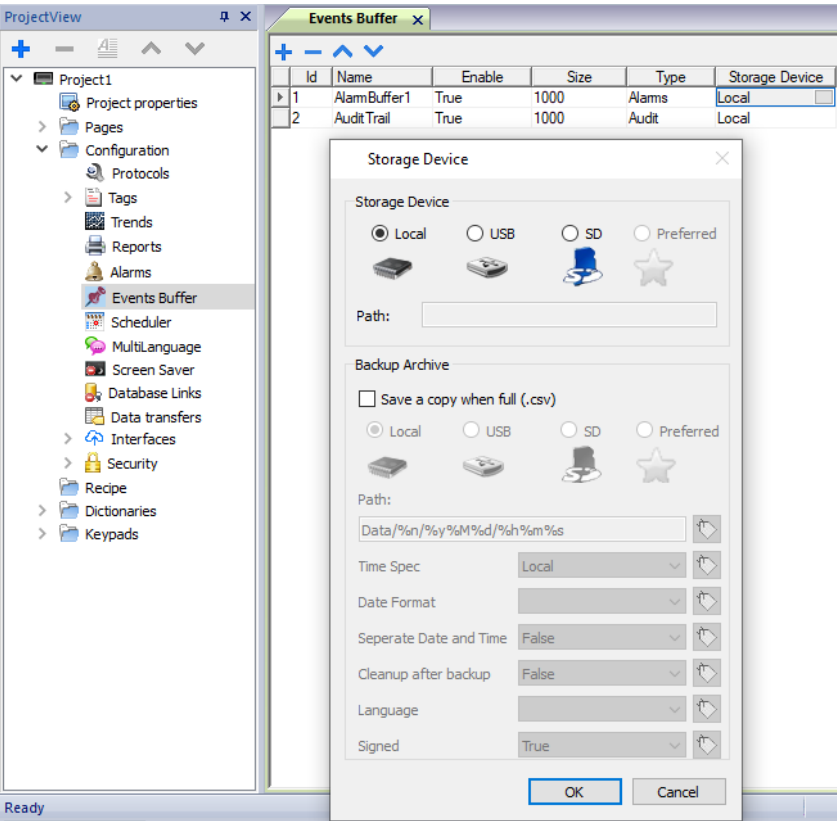 ProjectView
Events Buffer
Project1
Project properties
Pages
Configuration
Protocols
Tags
Trends
Reports
Alarms
Events Buffer
Scheduler
MultiLanguage
Screen Saver
Database Links
Data transfers
Interfaces
Security
Recipe
Dictionaries
Keypads
Id Name Enable Size Type Storage Device
1 AlarmBuffer1 True 1000 Alarms Local
2 AuditTrail True 1000 Audit Local
Storage Device
Storage Device
Local USB SD Preferred
Path:
Backup Archive
Save a copy when full (.csv)
Local USB SD Preferred
Path:
Data/%n/%y%M%d/%h%m%s
Time Spec Local
Date Format
Seperate Date and Time False
Cleanup after backup False
Language
Signed True
OK Cancel
Ready